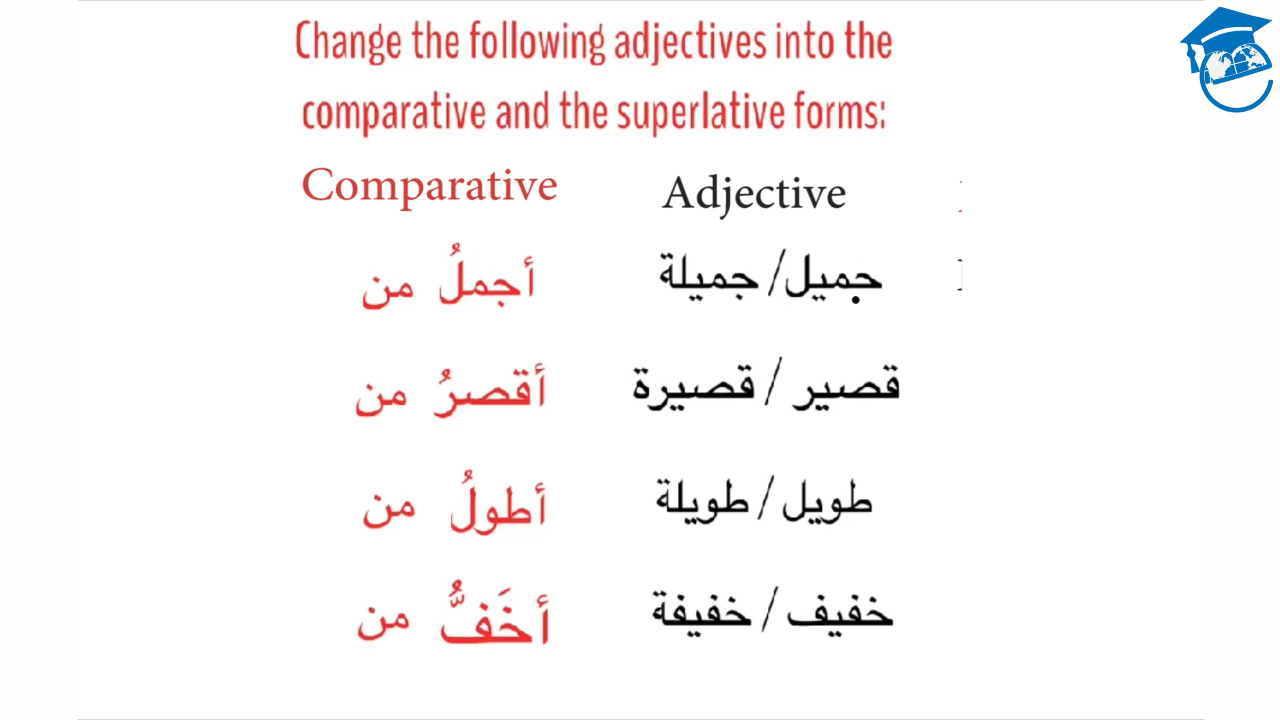 Change the following adjectives into the
comparative and the superlative forms:
Comparative Adjective
جميل/ جميلة أجملُ من
قصير / قصيرة أقصرُ من
طويل / طويلة أطولُ من
خفيف / خفيفة أخَفُّ من